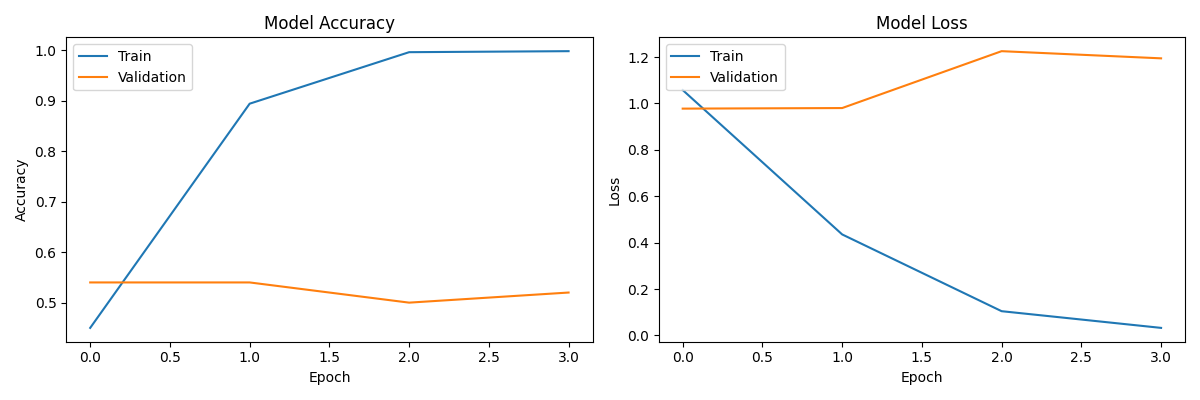 Model Accuracy
Train
Validation
1.0
0.9
0.8
0.7
0.6
0.5
Accuracy
0.0 0.5 1.0 1.5 2.0 2.5 3.0
Epoch
Model Loss
Train
Validation
1.2
1.0
0.8
0.6
0.4
0.2
0.0
Loss
0.0 0.5 1.0 1.5 2.0 2.5 3.0
Epoch